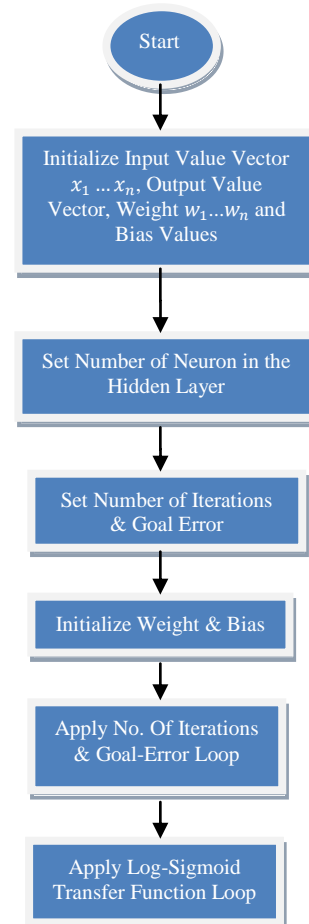 Start
Initialize Input Value Vector
x₁ … xₙ, Output Value
Vector, Weight w₁…wₙ and
Bias Values
Set Number of Neuron in the
Hidden Layer
Set Number of Iterations
& Goal Error
Initialize Weight & Bias
Apply No. Of Iterations
& Goal-Error Loop
Apply Log-Sigmoid
Transfer Function Loop